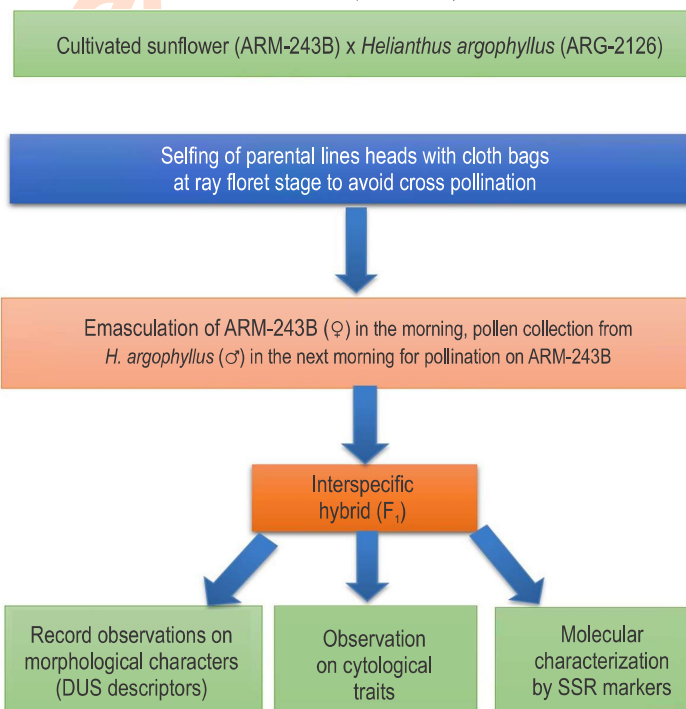 Cultivated sunflower (ARM-243B) x Helianthus argophyllus (ARG-2126)
Selfing of parental lines heads with cloth bags
at ray floret stage to avoid cross pollination
Emasculation of ARM-243B (♀) in the morning, pollen collection from
H. argophyllus (♂) in the next morning for pollination on ARM-243B
Interspecific
hybrid (F₁)
Record observations on
morphological characters
(DUS descriptors)
Observation
on cytological
traits
Molecular
characterization
by SSR markers